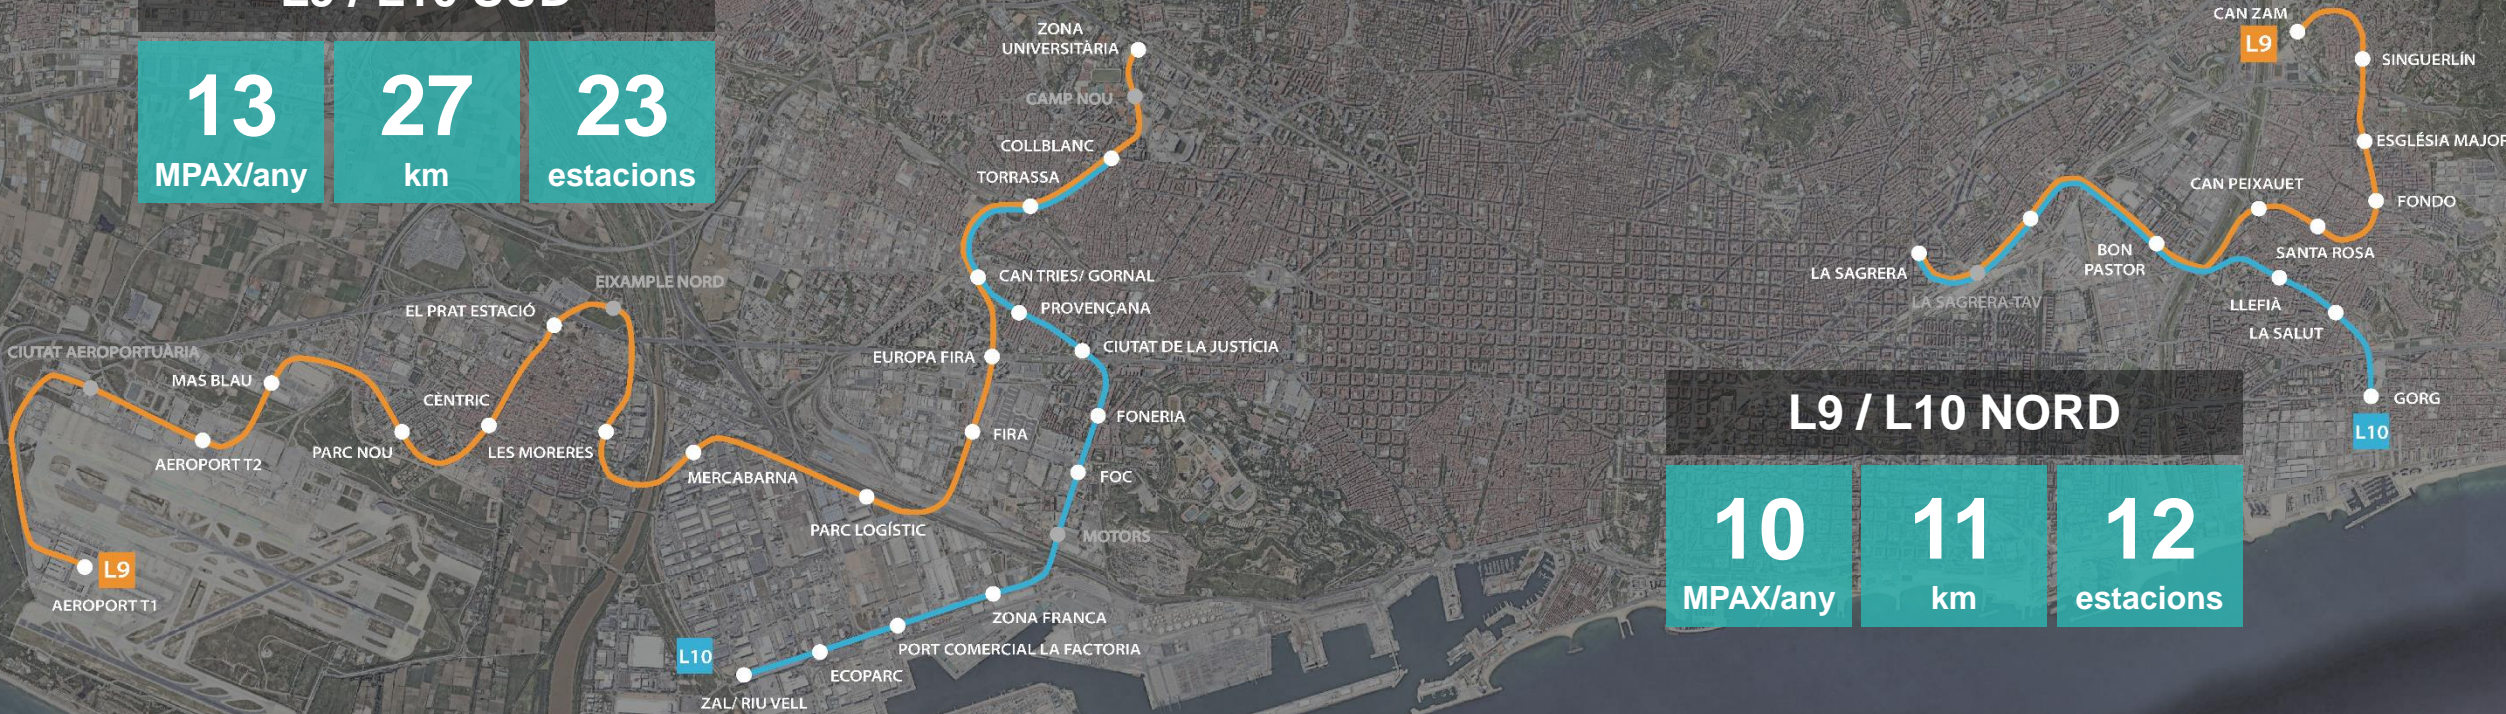 L9 / L10 SUD
13
MPAX/any
27
km
23
estacions
ZONA
UNIVERSITÀRIA
CAMP NOU
COLLBLANC
TORRASSA
CAN TRIES/ GORNAL
PROVENÇANA
EUROPA FIRA
CIUTAT DE LA JUSTÍCIA
FONERIA
FIRA
FOC
MOTORS
ZONA FRANCA
PORT COMERCIAL LA FACTORIA
ECOPARC
L10
ZAL/ RIU VELL
EIXAMPLE NORD
EL PRAT ESTACIÓ
CIUTAT AEROPORTUÀRIA
MAS BLAU
CÈNTRIC
AEROPORT T2
PARC NOU
LES MORERES
MERCABARNA
PARC LOGÍSTIC
L9
AEROPORT T1
CAN ZAM
L9
SINGUERLÍN
ESGLÉSIA MAJOR
CAN PEIXAUET
FONDO
SANTA ROSA
BON
PASTOR
LA SAGRERA
LA SAGRERA-TAV
LLEFIÀ
LA SALUT
GORG
L10
L9 / L10 NORD
10
MPAX/any
11
km
12
estacions